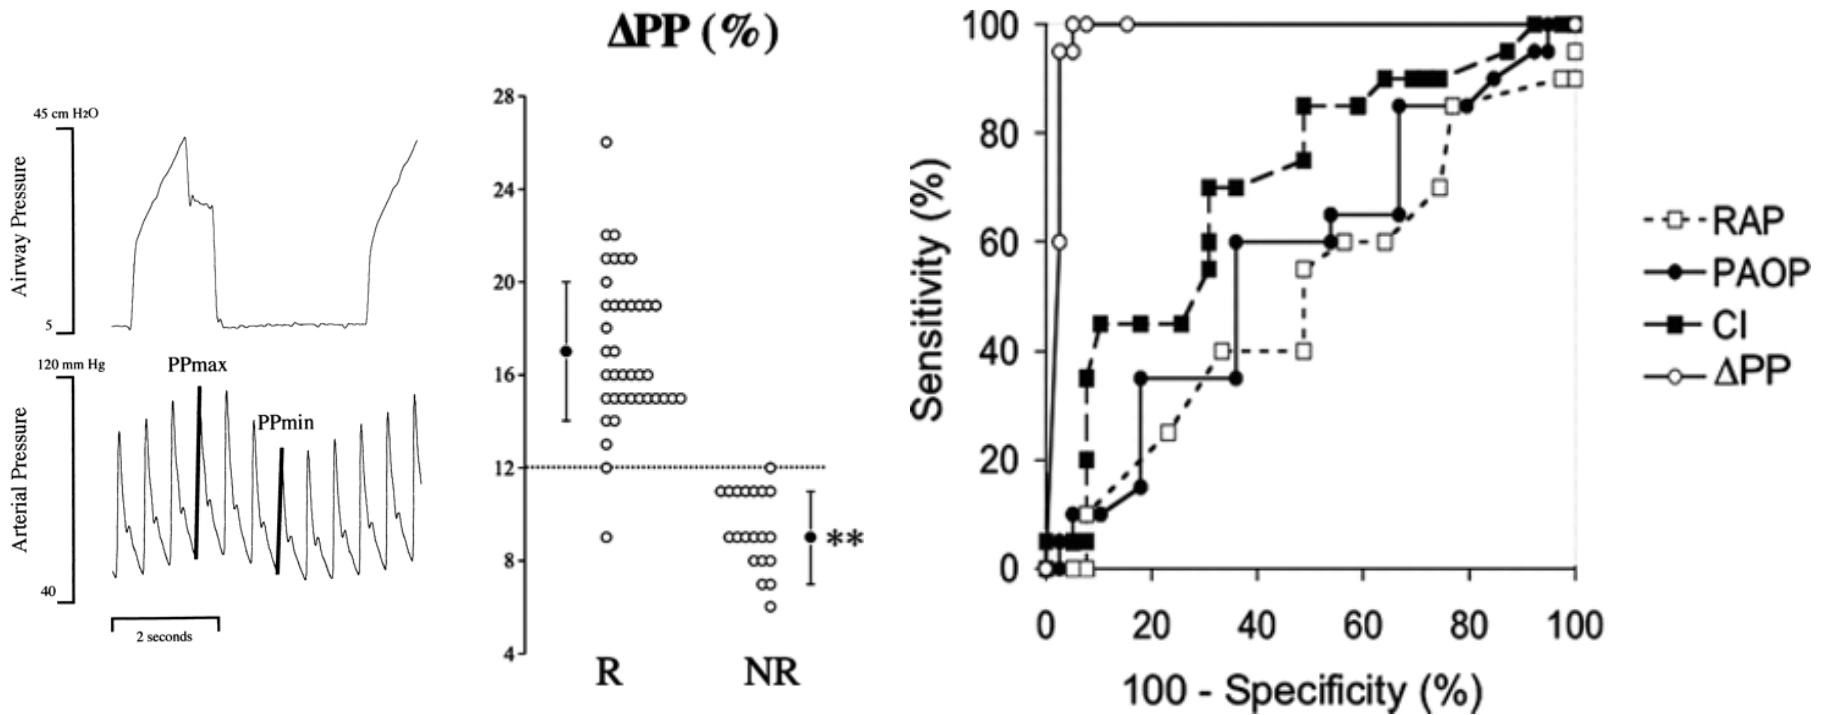 45 cm H2O
Airway Pressure
5
120 mm Hg
PPmax
PPmin
Arterial Pressure
40
2 seconds
ΔPP (%)
28
24
20
16
12
8
4
**
R NR
100
80
60
40
20
0
Sensitivity (%)
0 20 40 60 80 100
100 - Specificity (%)
RAP
PAOP
CI
ΔPP